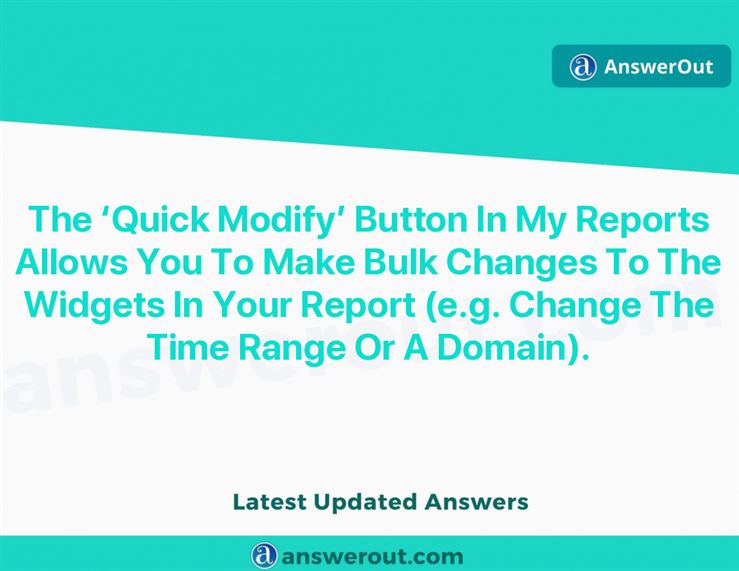 AnswerOut
The ‘Quick Modify’ Button In My Reports
Allows You To Make Bulk Changes To The
Widgets In Your Report (e.g. Change The
Time Range Or A Domain).
answerout.com
Latest Updated Answers
answerout.com